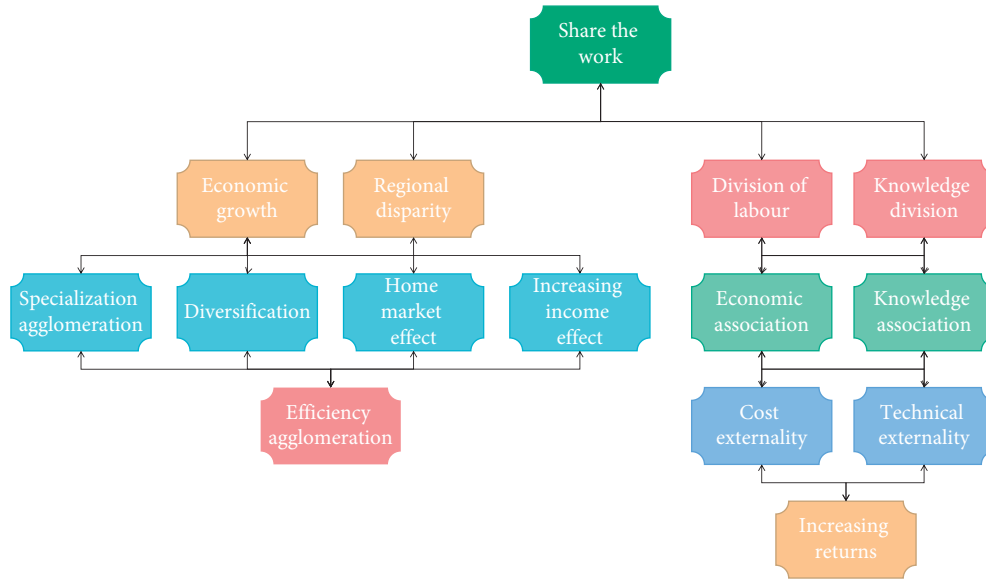 Share the
work
Economic
growth
Regional
disparity
Division of
labour
Knowledge
division
Specialization
agglomeration
Diversification
Home
market
effect
Increasing
income
effect
Economic
association
Knowledge
association
Efficiency
agglomeration
Cost
externality
Technical
externality
Increasing
returns